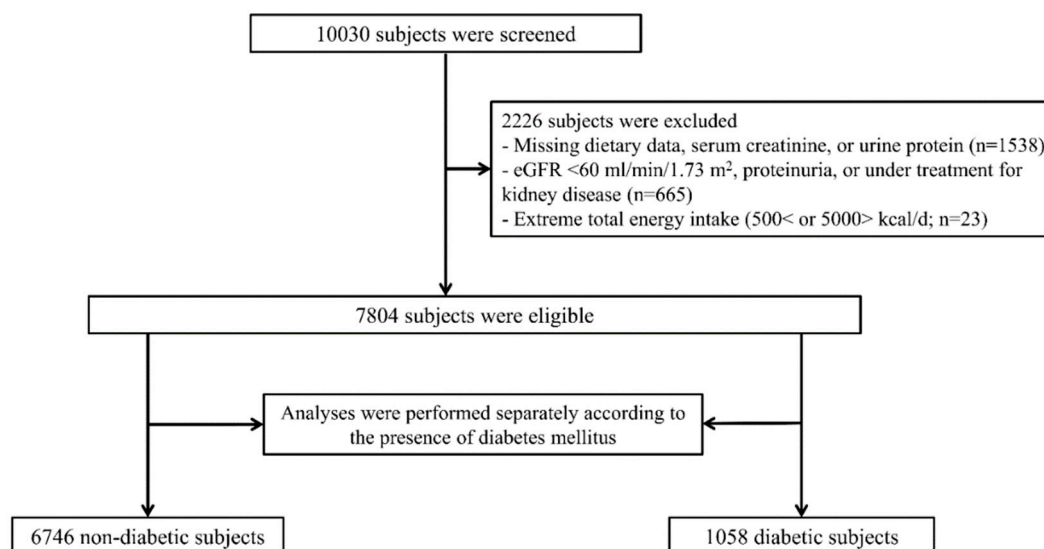 10030 subjects were screened
2226 subjects were excluded
- Missing dietary data, serum creatinine, or urine protein (n=1538)
- eGFR <60 ml/min/1.73 m², proteinuria, or under treatment for
kidney disease (n=665)
- Extreme total energy intake (500< or 5000> kcal/d; n=23)
7804 subjects were eligible
Analyses were performed separately according to
the presence of diabetes mellitus
6746 non-diabetic subjects
1058 diabetic subjects